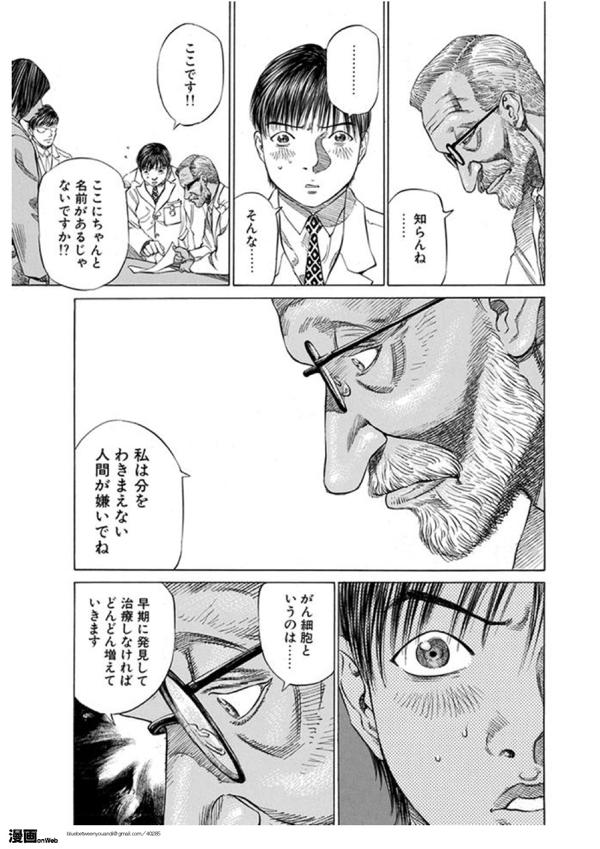 知らんね
‥‥‥
‥‥‥‥
そんな‥‥‥
ここです!!
ここにちゃんと
名前があるじゃ
ないですか!?
私は分を
わきまえない
人間が嫌いでね
がん細胞と
いうのは‥‥‥
早期に発見して
治療しなければ
どんどん増えて
いきます
漫画onWeb
bluebetweenyouandi@gmail.com/40285